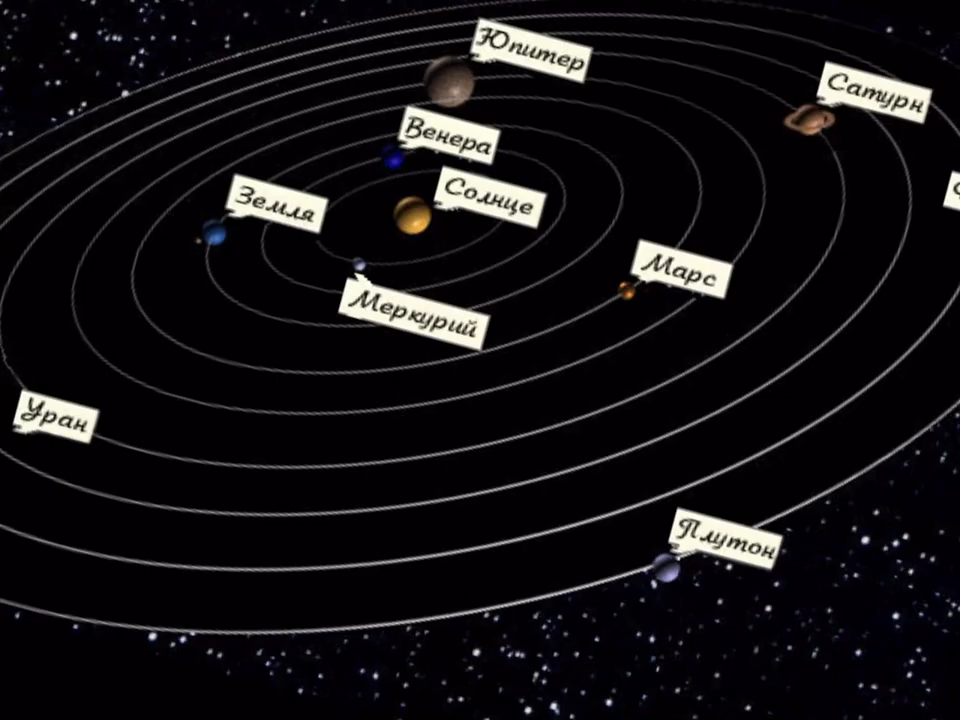 Юпитер
Сатурн
Венера
Солнце
Земля
Марс
Меркурий
Уран
Плутон